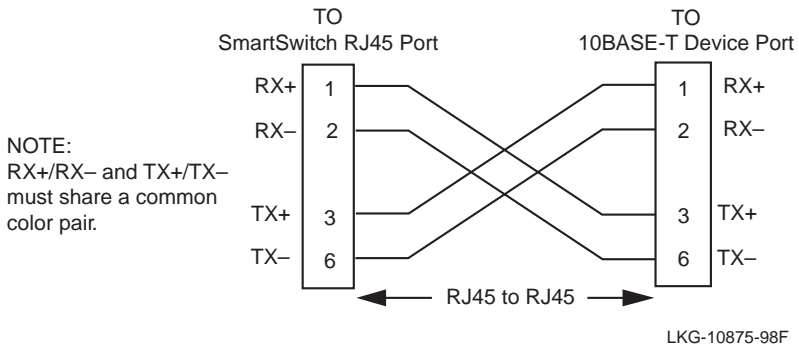 TO
SmartSwitch RJ45 Port
TO
10BASE-T Device Port
RX+ 1 1 RX+
RX– 2 2 RX–
NOTE:
RX+/RX– and TX+/TX–
must share a common
color pair.
TX+ 3 3 TX+
TX– 6 6 TX–
RJ45 to RJ45
LKG-10875-98F